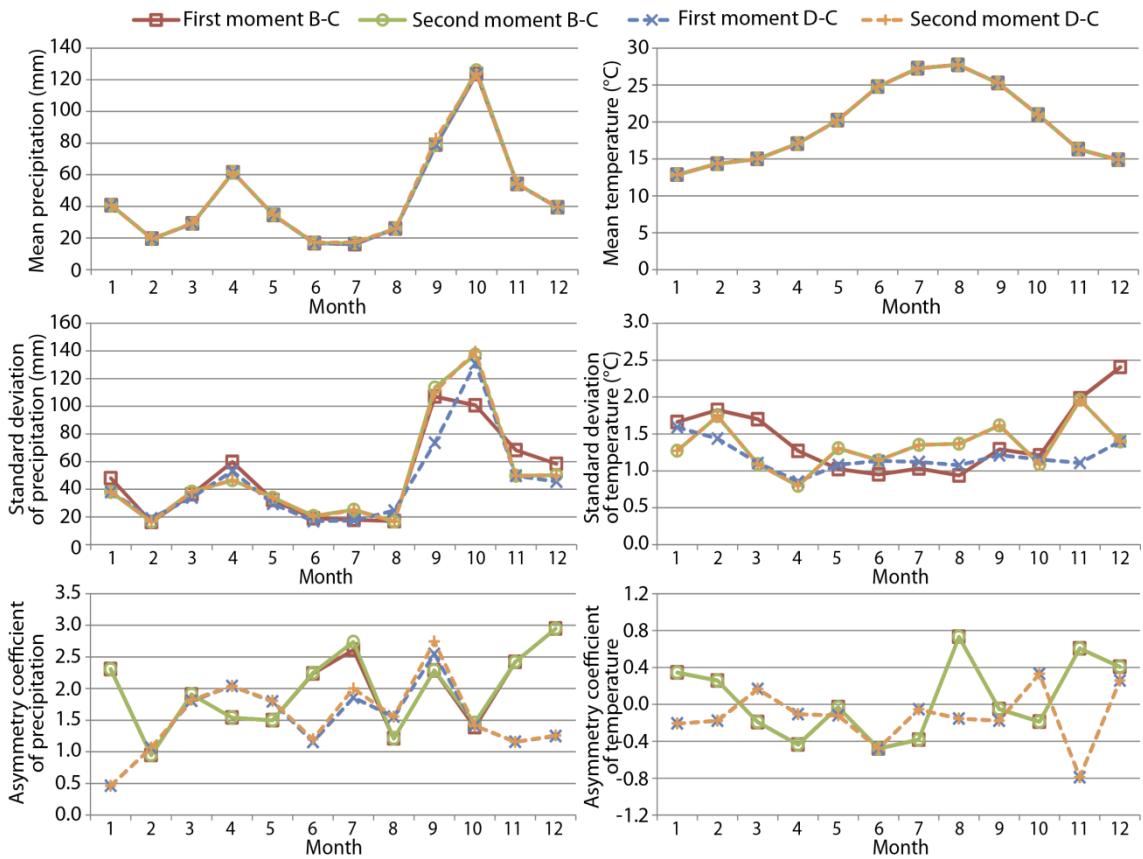 First moment B-C Second moment B-C First moment D-C Second moment D-C
Mean precipitation (mm)
140
120
100
80
60
40
20
0
1 2 3 4 5 6 7 8 9 10 11 12
Month
Mean temperature (°C)
30
25
20
15
10
5
0
1 2 3 4 5 6 7 8 9 10 11 12
Month
Standard deviation
of precipitation (mm)
160
140
120
100
80
60
40
20
0
1 2 3 4 5 6 7 8 9 10 11 12
Month
Standard deviation
of temperature (°C)
3.0
2.5
2.0
1.5
1.0
0.5
0.0
1 2 3 4 5 6 7 8 9 10 11 12
Month
Asymmetry coefficient
of precipitation
3.5
3.0
2.5
2.0
1.5
1.0
0.5
0.0
1 2 3 4 5 6 7 8 9 10 11 12
Month
Asymmetry coefficient
of temperature
1.2
0.8
0.4
0.0
-0.4
-0.8
-1.2
1 2 3 4 5 6 7 8 9 10 11 12
Month